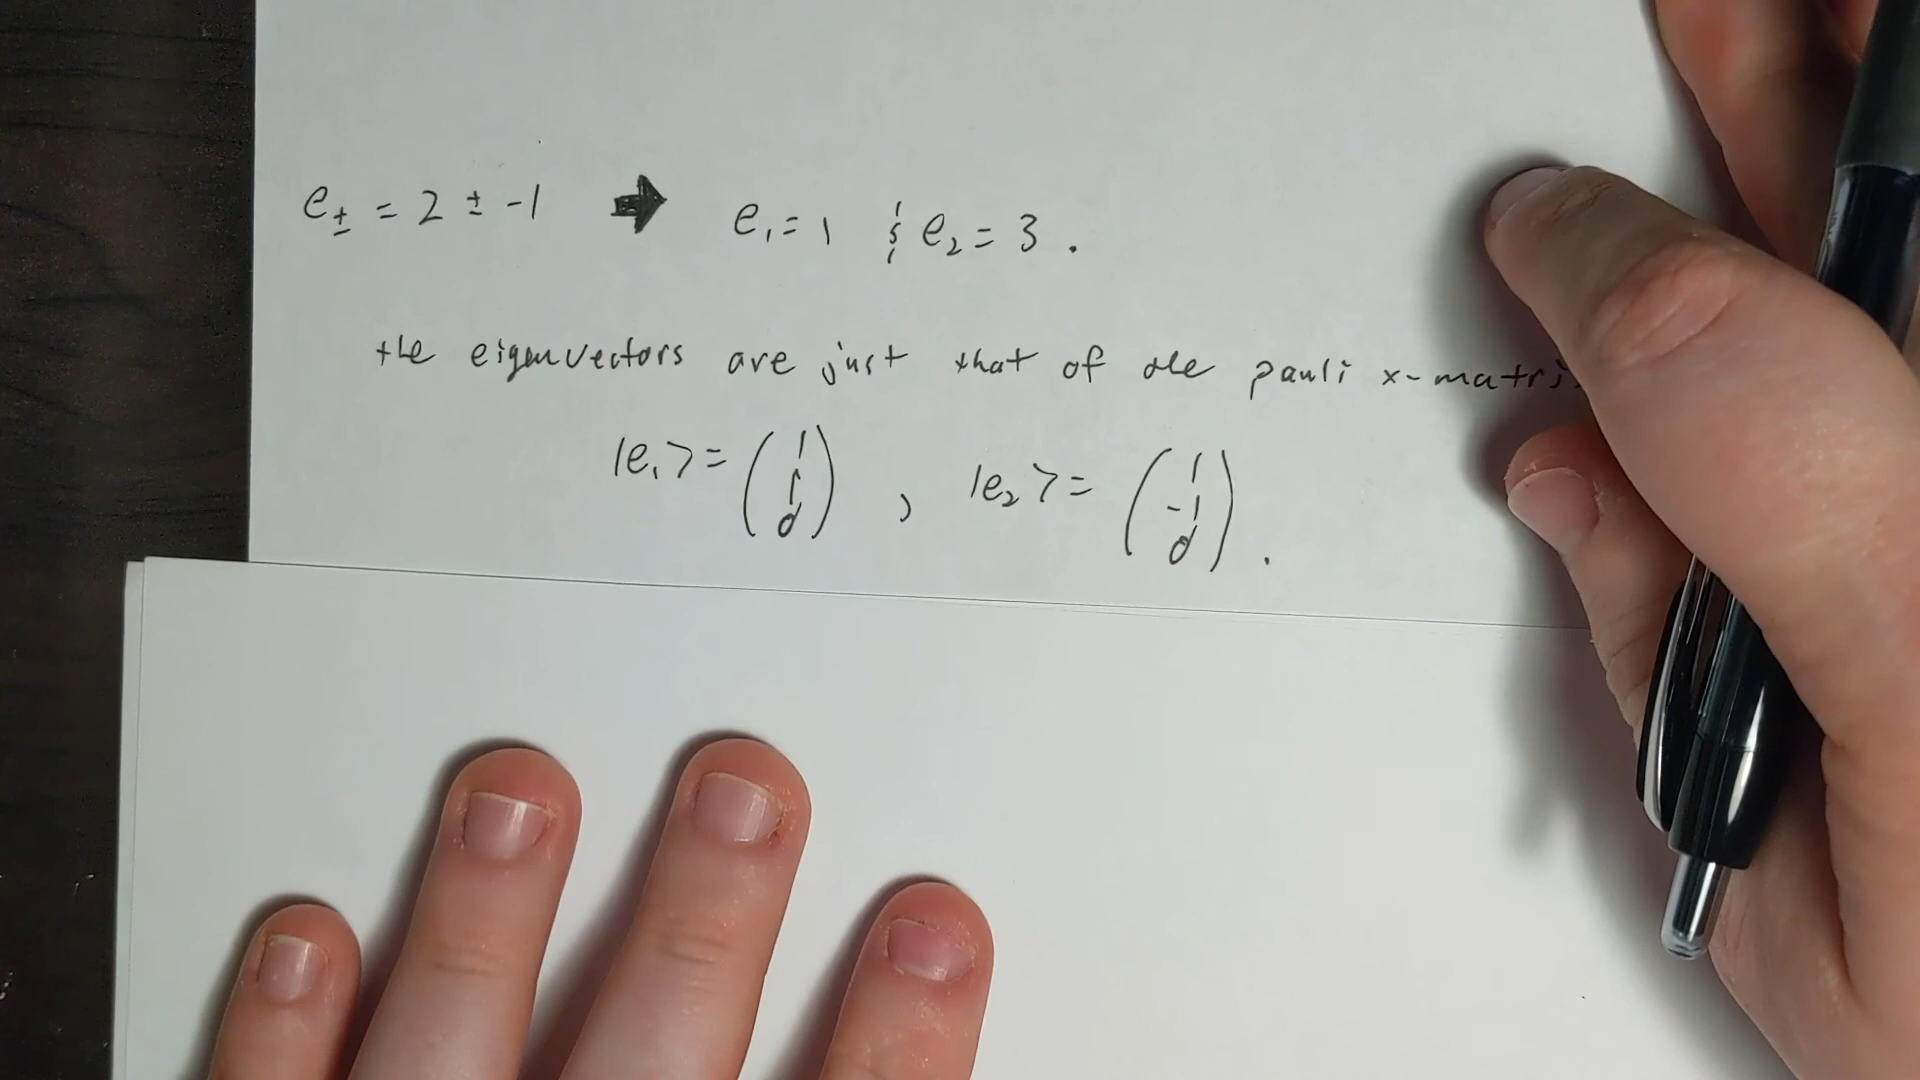 e± = 2 ± -1 → e₁ = 1 & e₂ = 3 .
the eigenvectors are just that of the pauli x-matri
|e₁> = (1 1 0) , |e₂> = (1 -1 0) .